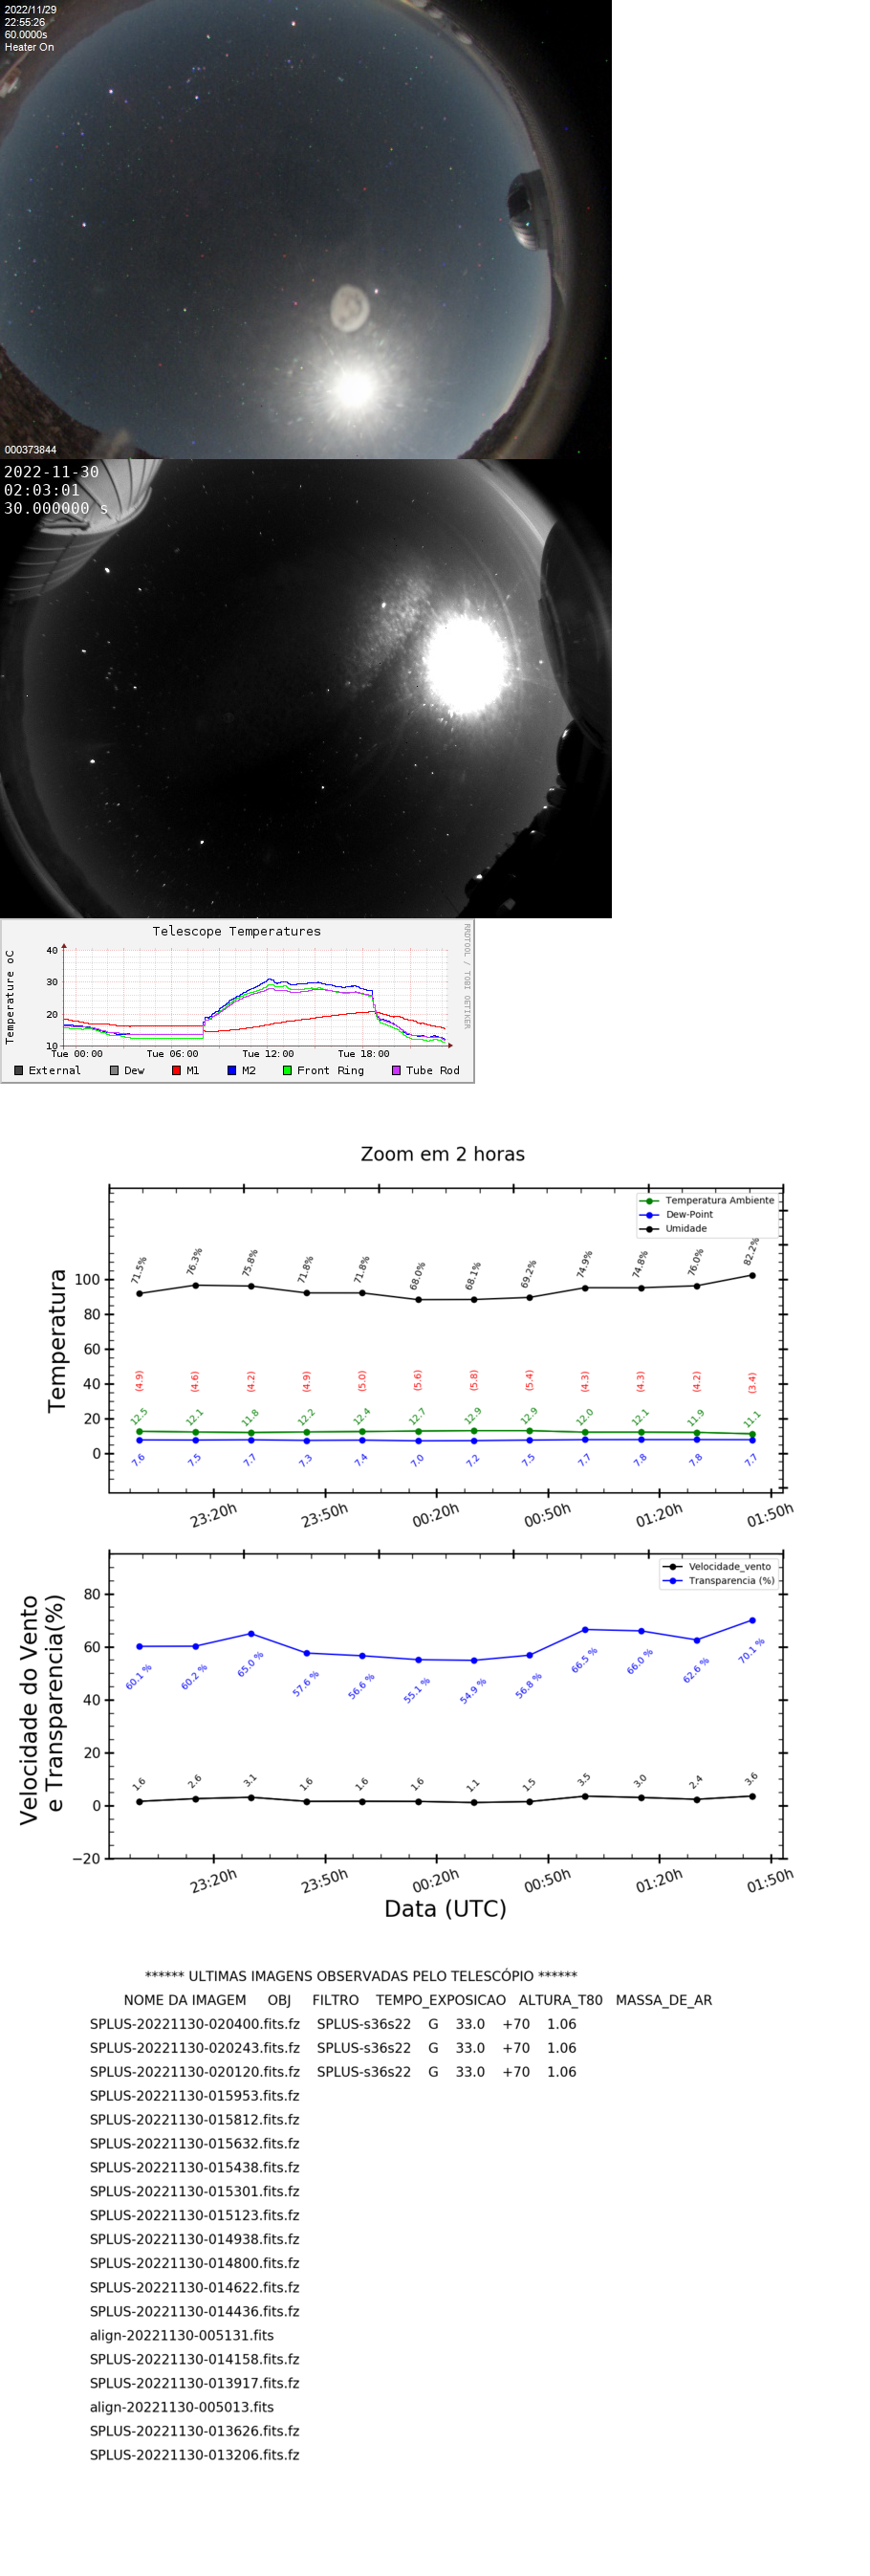 2022/11/29
22:55:26
60.0000s
Heater On
000373844
2022-11-30
02:03:01
30.000000 s
Telescope Temperatures
RRDTOOL / TOBI OETIKER
Temperature oC
40
30
20
10
Tue 00:00 Tue 06:00 Tue 12:00 Tue 18:00
External Dew M1 M2 Front Ring Tube Rod
Zoom em 2 horas
Temperatura Ambiente
Dew-Point
Umidade
Temperatura
100
80
60
40
20
0
71.5% 76.3% 75.8% 71.8% 71.8% 68.0% 68.1% 69.2% 74.9% 74.8% 76.0% 82.2%
(4.9) (4.6) (4.2) (4.9) (5.0) (5.6) (5.8) (5.4) (4.3) (4.3) (4.2) (3.4)
12.5 12.1 11.8 12.2 12.4 12.7 12.9 12.9 12.0 12.1 11.9 11.1
7.6 7.5 7.7 7.3 7.4 7.0 7.2 7.5 7.7 7.8 7.8 7.7
23:20h 23:50h 00:20h 00:50h 01:20h 01:50h
Velocidade_vento
Transparencia (%)
Velocidade do Vento
e Transparencia(%)
80
60
40
20
0
−20
60.1 % 60.2 % 65.0 % 57.6 % 56.6 % 55.1 % 54.9 % 56.8 % 66.5 % 66.0 % 62.6 % 70.1 %
1.6 2.6 3.1 1.6 1.6 1.6 1.1 1.5 3.5 3.0 2.4 3.6
23:20h 23:50h 00:20h 00:50h 01:20h 01:50h
Data (UTC)
****** ULTIMAS IMAGENS OBSERVADAS PELO TELESCÓPIO ******
NOME DA IMAGEM OBJ FILTRO TEMPO_EXPOSICAO ALTURA_T80 MASSA_DE_AR
SPLUS-20221130-020400.fits.fz SPLUS-s36s22 G 33.0 +70 1.06
SPLUS-20221130-020243.fits.fz SPLUS-s36s22 G 33.0 +70 1.06
SPLUS-20221130-020120.fits.fz SPLUS-s36s22 G 33.0 +70 1.06
SPLUS-20221130-015953.fits.fz
SPLUS-20221130-015812.fits.fz
SPLUS-20221130-015632.fits.fz
SPLUS-20221130-015438.fits.fz
SPLUS-20221130-015301.fits.fz
SPLUS-20221130-015123.fits.fz
SPLUS-20221130-014938.fits.fz
SPLUS-20221130-014800.fits.fz
SPLUS-20221130-014622.fits.fz
SPLUS-20221130-014436.fits.fz
align-20221130-005131.fits
SPLUS-20221130-014158.fits.fz
SPLUS-20221130-013917.fits.fz
align-20221130-005013.fits
SPLUS-20221130-013626.fits.fz
SPLUS-20221130-013206.fits.fz